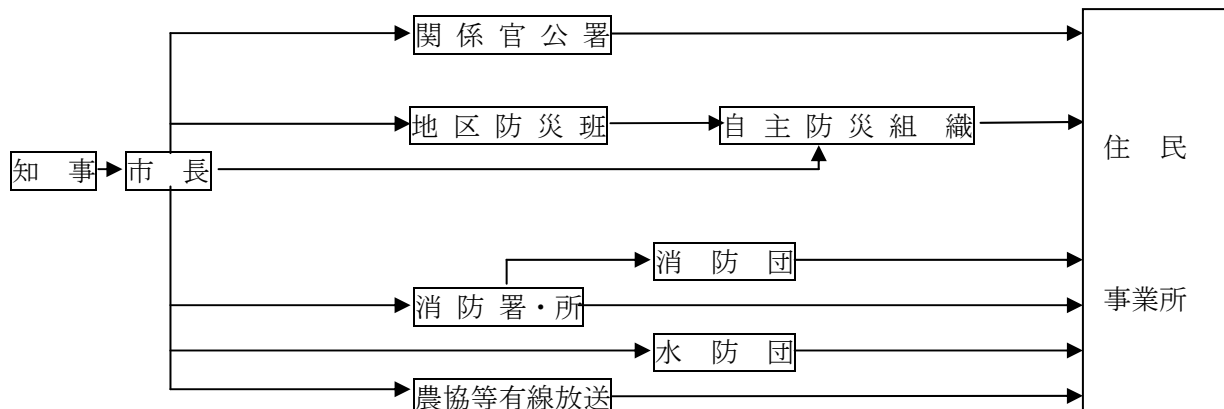 関 係 官 公 署
地 区 防 災 班
自 主 防 災 組 織
住 民
知 事
市 長
消 防 団
消 防 署・所
事業所
水 防 団
農協等有線放送